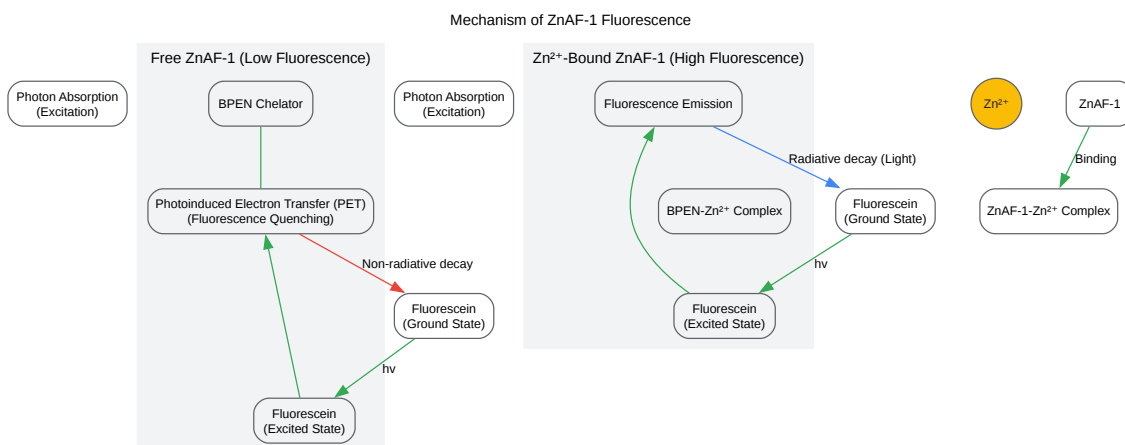 Mechanism of ZnAF-1 Fluorescence
Free ZnAF-1 (Low Fluorescence)
Zn²⁺-Bound ZnAF-1 (High Fluorescence)
Photon Absorption
(Excitation)
BPEN Chelator
Photon Absorption
(Excitation)
Fluorescence Emission
Zn²⁺
ZnAF-1
Radiative decay (Light)
Binding
Photoinduced Electron Transfer (PET)
(Fluorescence Quenching)
BPEN-Zn²⁺ Complex
Fluorescein
(Ground State)
ZnAF-1-Zn²⁺ Complex
Non-radiative decay
hv
Fluorescein
(Ground State)
Fluorescein
(Excited State)
hv
Fluorescein
(Excited State)